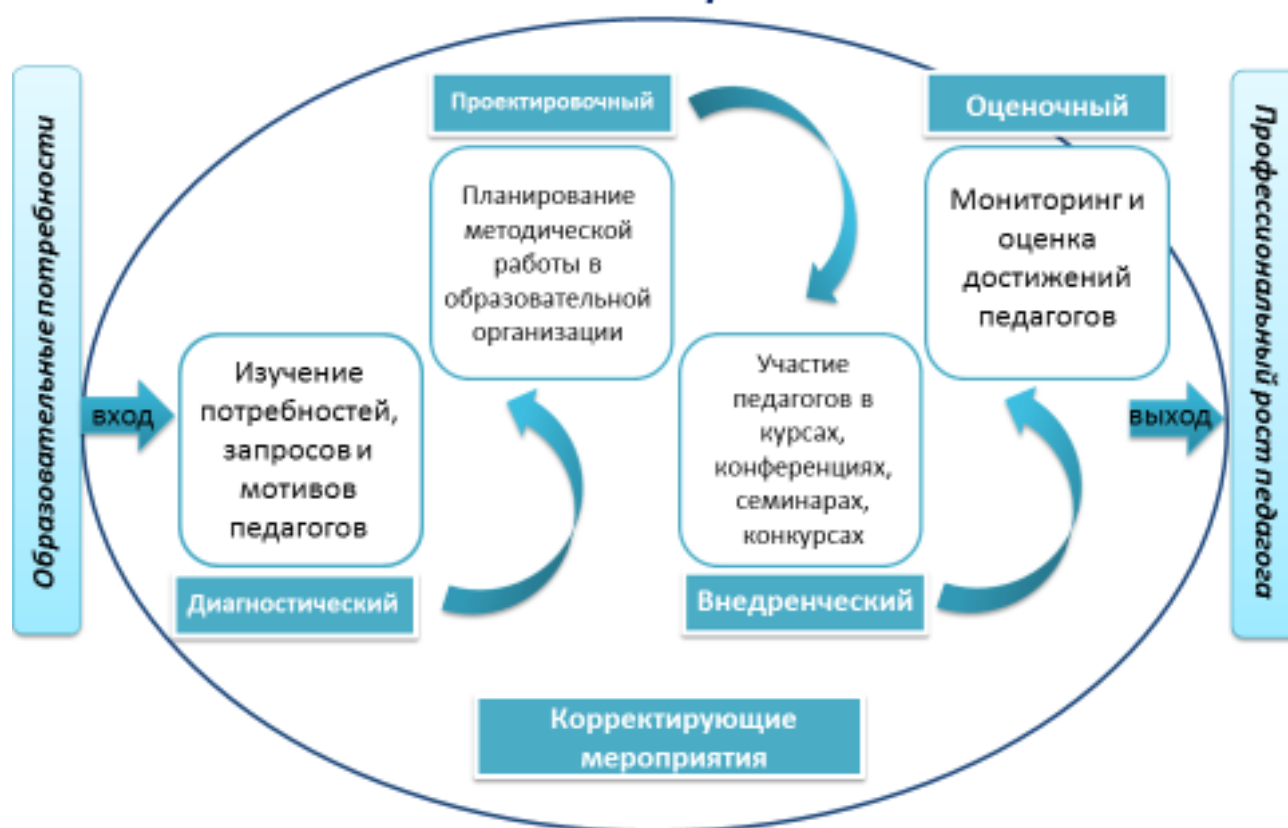 Образовательные потребности
вход
Изучение
потребностей,
запросов и
мотивов
педагогов
Диагностический
Проектировочный
Планирование
методической
работы в
образовательной
организации
Участие
педагогов в
курсах,
конференциях,
семинарах,
конкурсах
Внедренческий
Оценочный
Мониторинг и
оценка
достижений
педагогов
выход
Профессиональный рост педагога
Корректирующие
мероприятия